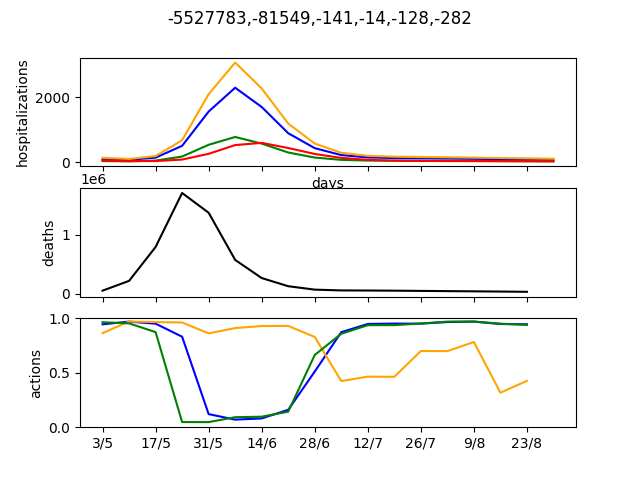 -5527783,-81549,-141,-14,-128,-282
hospitalizations
2000
0
days
1e6
deaths
1
0
actions
1.0
0.5
0.0
3/5 17/5 31/5 14/6 28/6 12/7 26/7 9/8 23/8